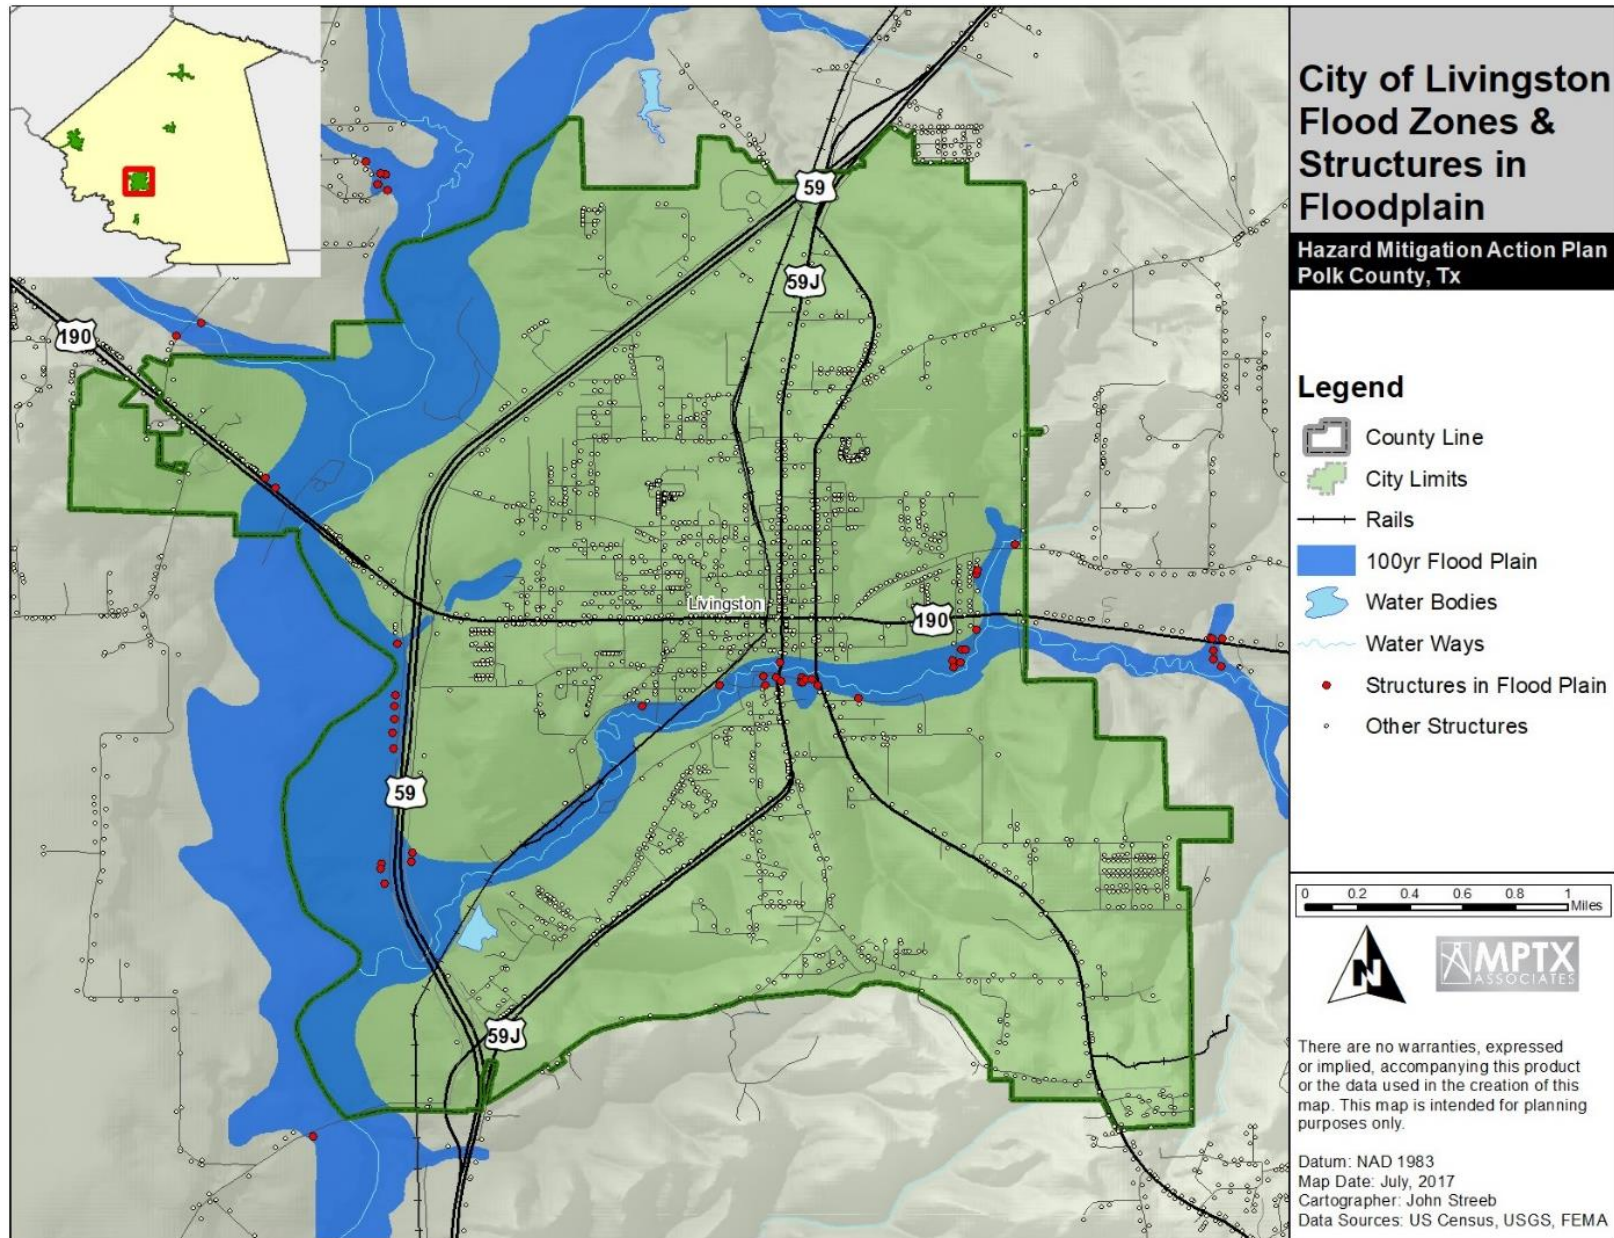 City of Livingston
Flood Zones &
Structures in
Floodplain
Hazard Mitigation Action Plan
Polk County, Tx
59
59J
190
Livingston
190
59
59J
Legend
County Line
City Limits
Rails
100yr Flood Plain
Water Bodies
Water Ways
Structures in Flood Plain
Other Structures
0 0.2 0.4 0.6 0.8 1
Miles
N
MPTX
ASSOCIATES
There are no warranties, expressed
or implied, accompanying this product
or the data used in the creation of this
map. This map is intended for planning
purposes only.
Datum: NAD 1983
Map Date: July, 2017
Cartographer: John Streeb
Data Sources: US Census, USGS, FEMA